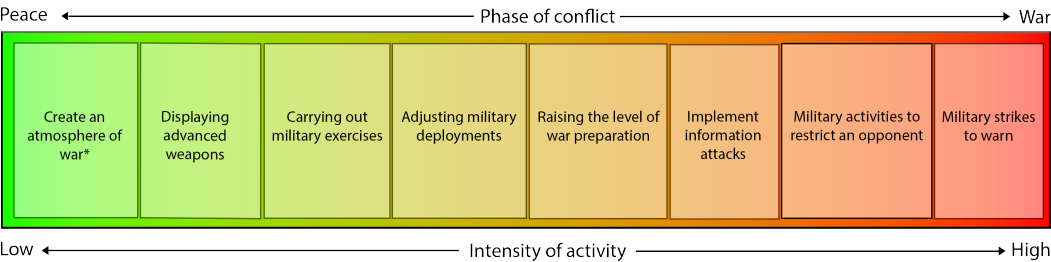 Peace Phase of conflict War
Create an
atmosphere of
war*
Displaying
advanced
weapons
Carrying out
military exercises
Adjusting military
deployments
Raising the level of
war preparation
Implement
information
attacks
Military activities to
restrict an opponent
Military strikes
to warn
Low Intensity of activity High